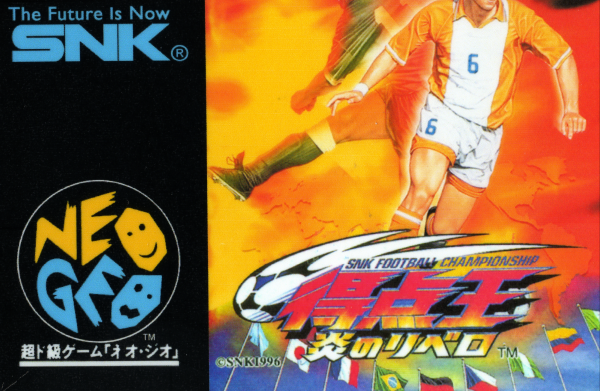 The Future Is Now
SNK®
NEO
GEO
TM
超ド級ゲーム「ネオ・ジオ」
6
6
SNK FOOTBALL CHAMPIONSHIP
得点王
炎のリベロ
TM
©SNK1996